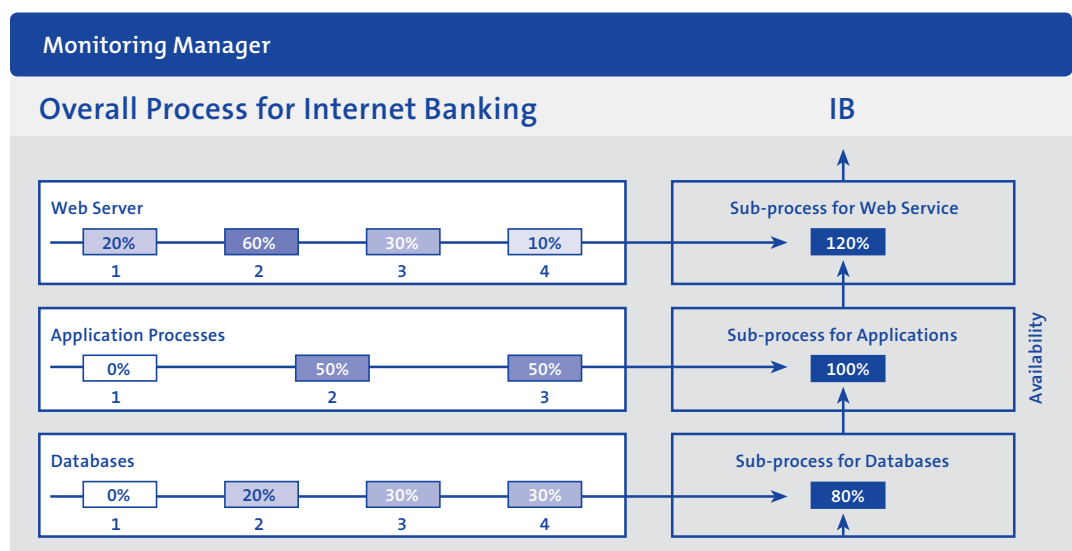 Monitoring Manager
Overall Process for Internet Banking
IB
Web Server
20%
60%
30%
10%
1
2
3
4
Sub-process for Web Service
120%
Application Processes
0%
50%
50%
1
2
3
Sub-process for Applications
100%
Availability
Databases
0%
20%
30%
30%
1
2
3
4
Sub-process for Databases
80%